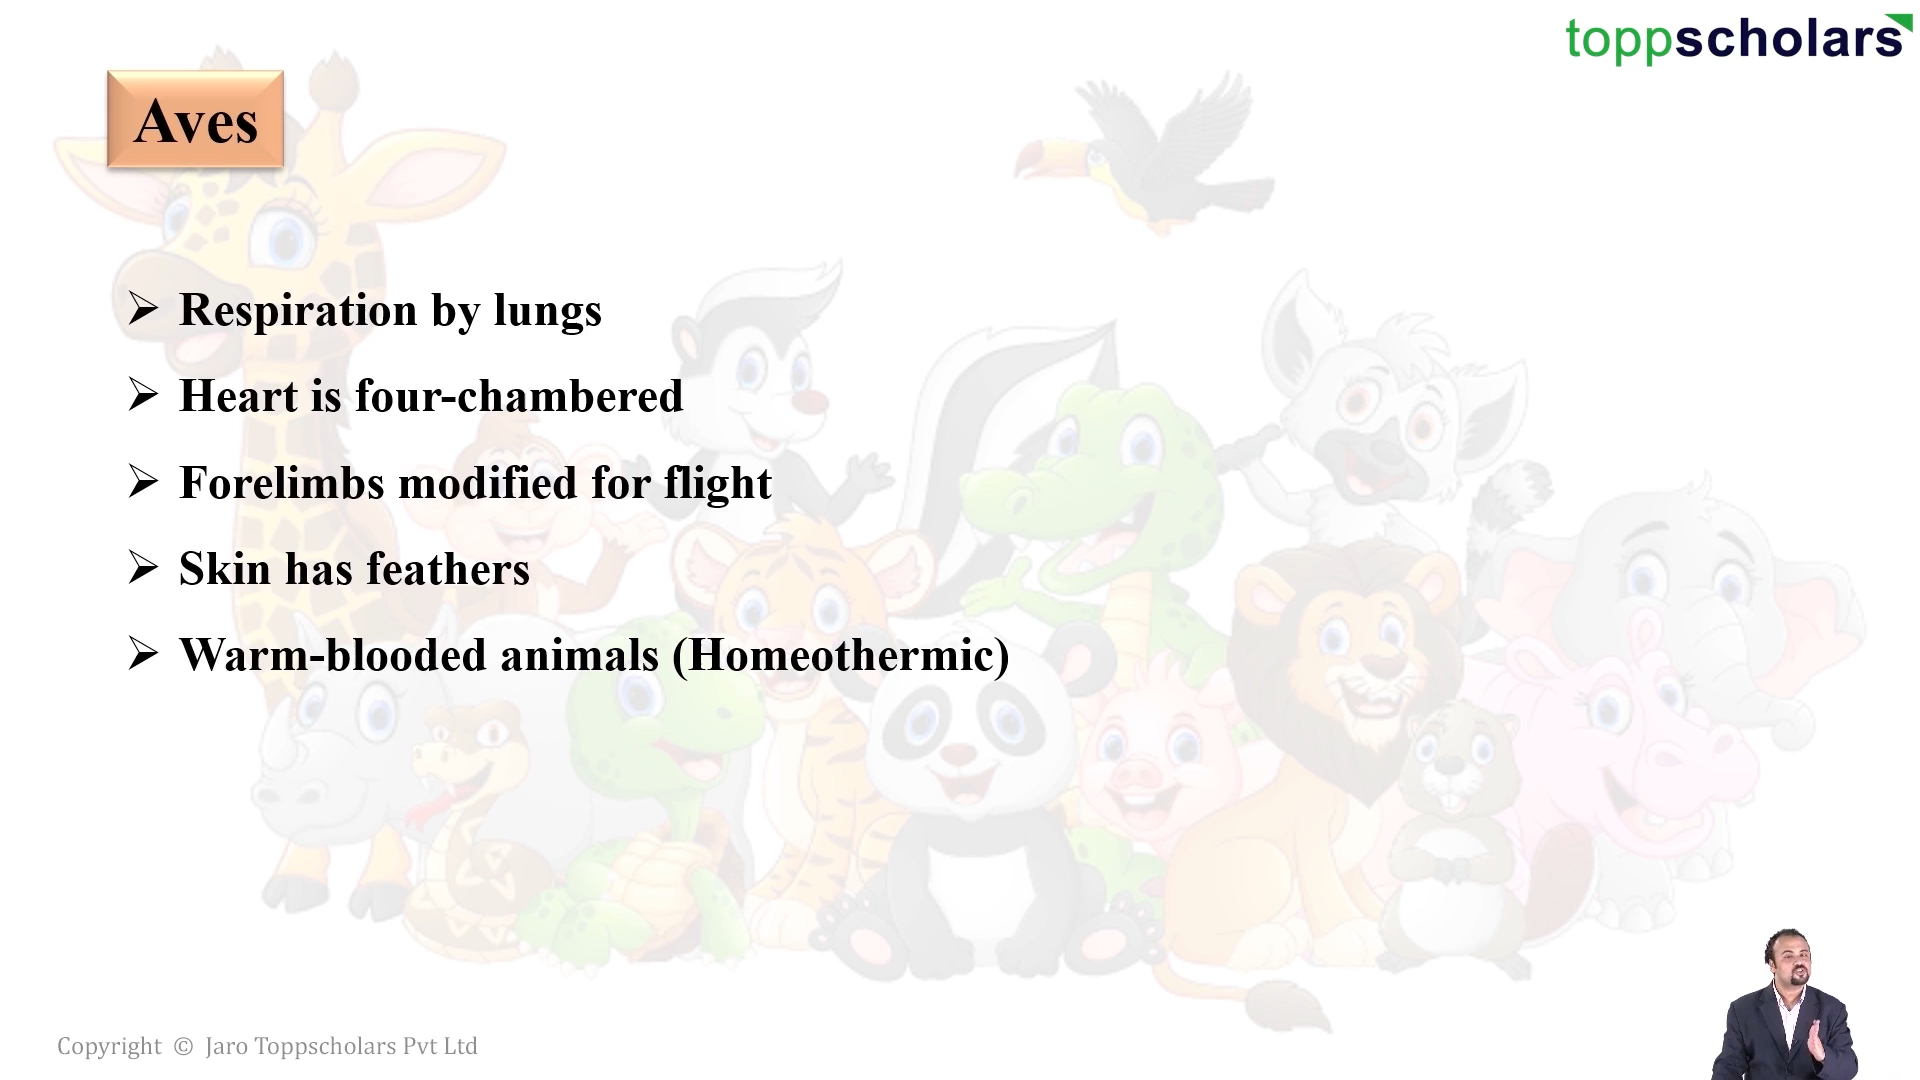 toppscholars
Aves
➢ Respiration by lungs
➢ Heart is four-chambered
➢ Forelimbs modified for flight
➢ Skin has feathers
➢ Warm-blooded animals (Homeothermic)
Copyright © Jaro Toppscholars Pvt Ltd